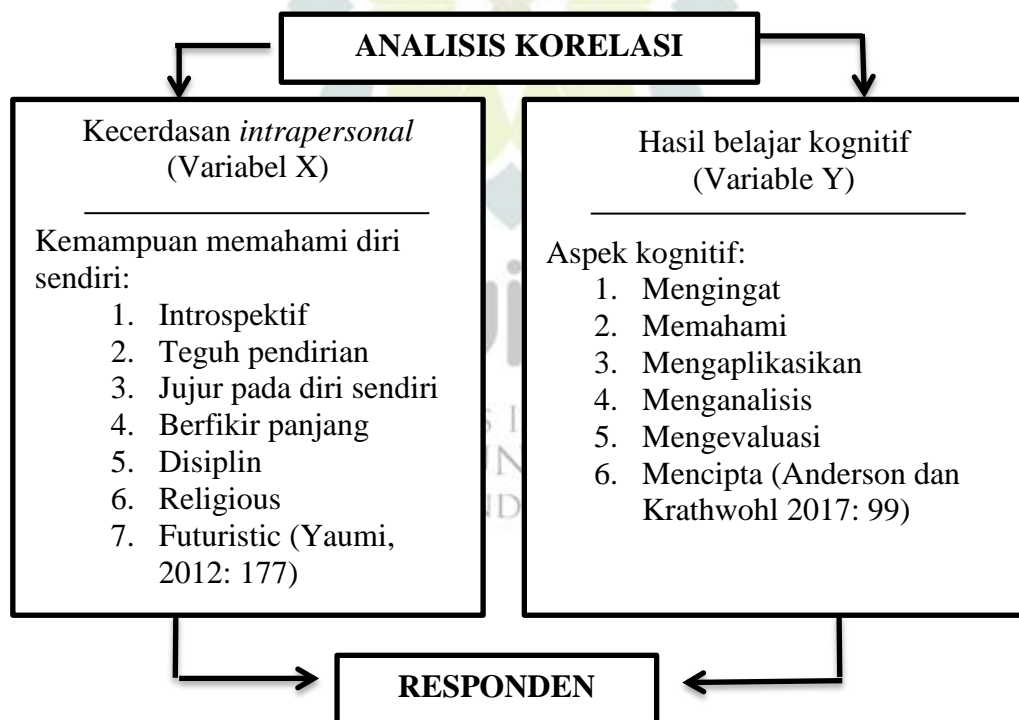 ANALISIS KORELASI
Kecerdasan intrapersonal
(Variabel X)
Kemampuan memahami diri
sendiri:
1. Introspektif
2. Teguh pendirian
3. Jujur pada diri sendiri
4. Berfikir panjang
5. Disiplin
6. Religious
7. Futuristic (Yaumi,
2012: 177)
Hasil belajar kognitif
(Variable Y)
Aspek kognitif:
1. Mengingat
2. Memahami
3. Mengaplikasikan
4. Menganalisis
5. Mengevaluasi
6. Mencipta (Anderson dan
Krathwohl 2017: 99)
RESPONDEN